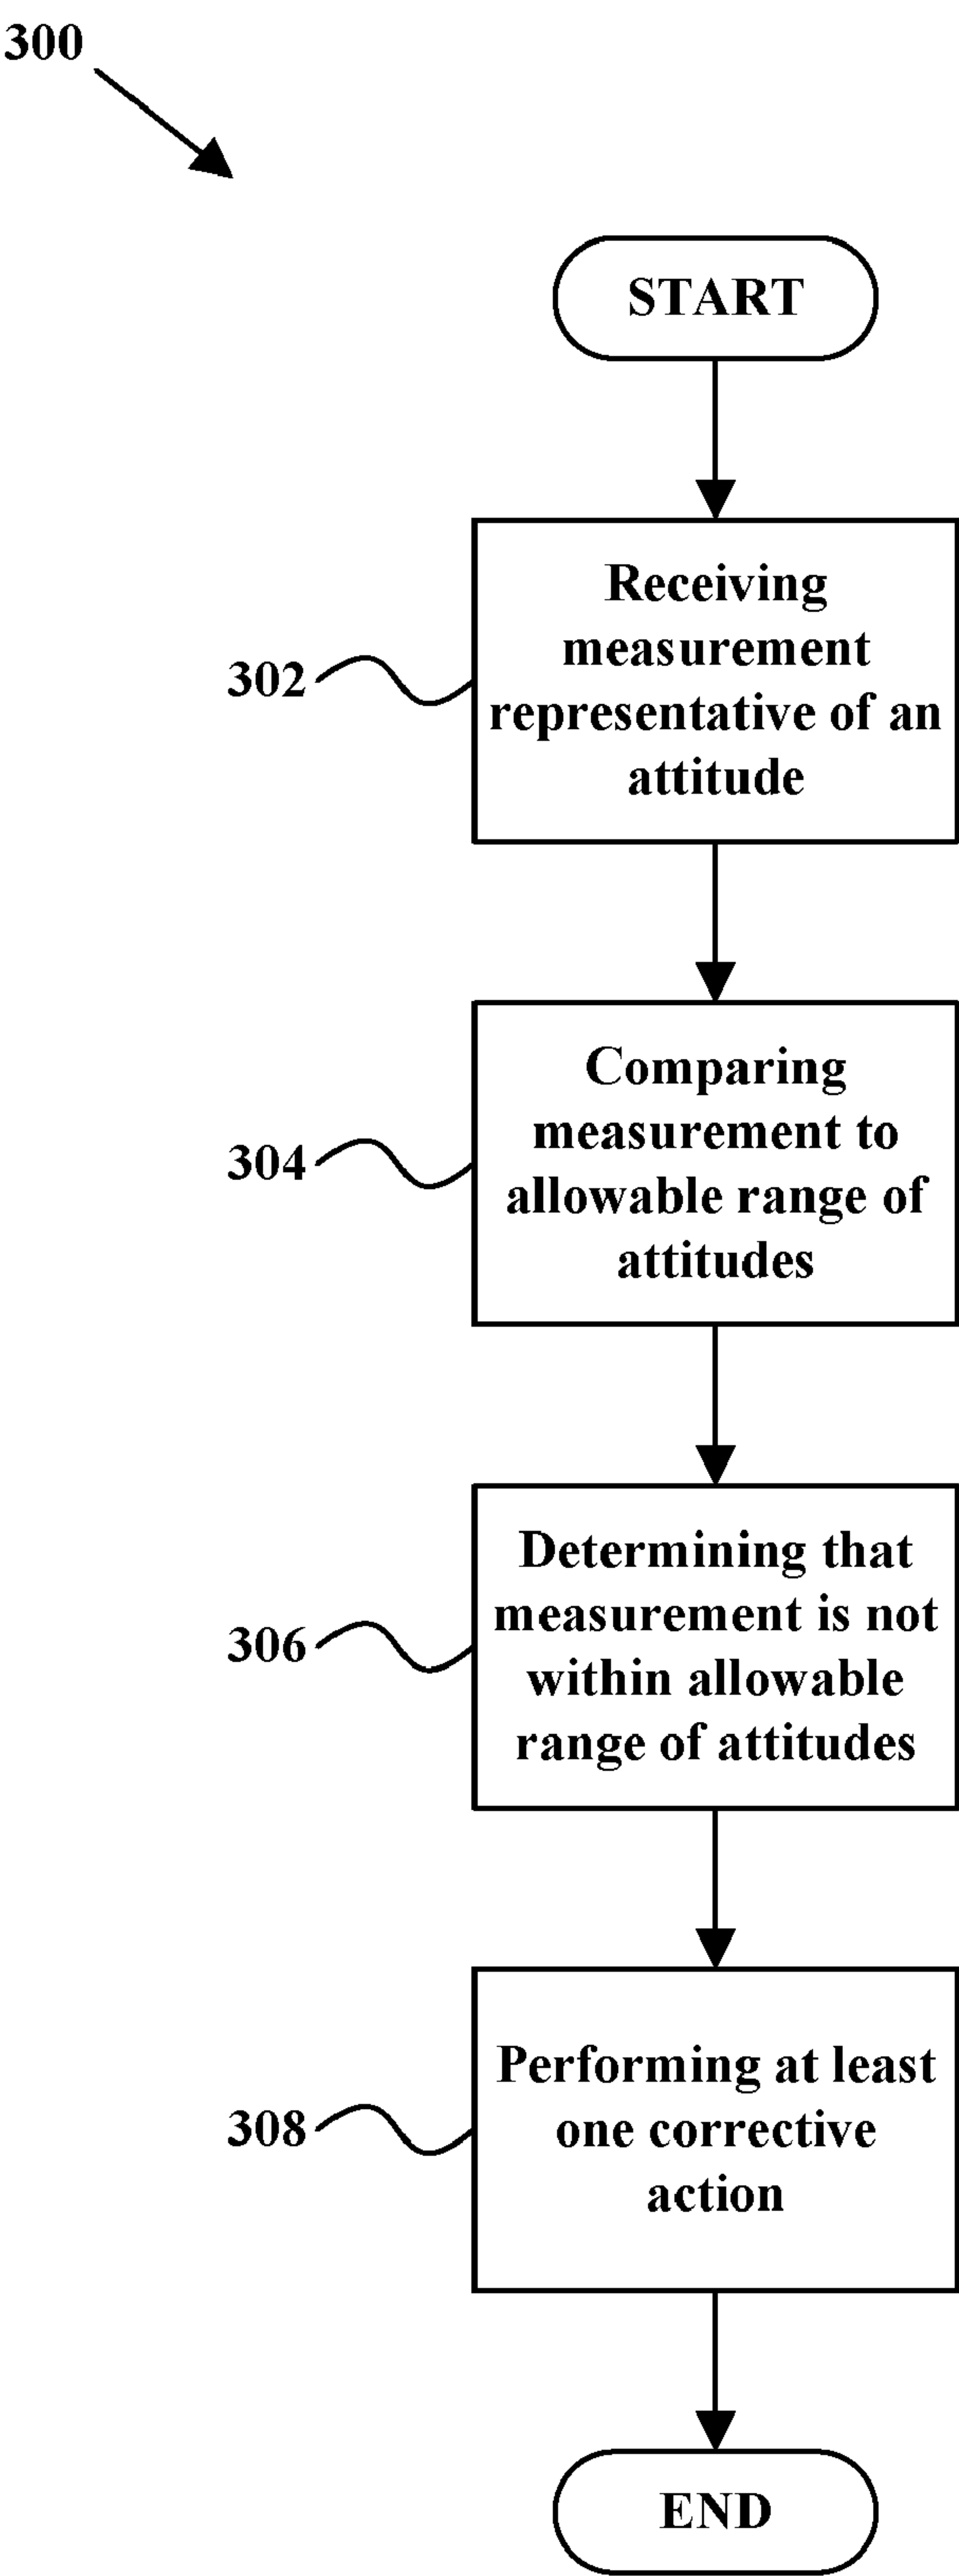 300
START
302
Receiving
measurement
representative of an
attitude
304
Comparing
measurement to
allowable range of
attitudes
306
Determining that
measurement is not
within allowable
range of attitudes
308
Performing at least
one corrective
action
END